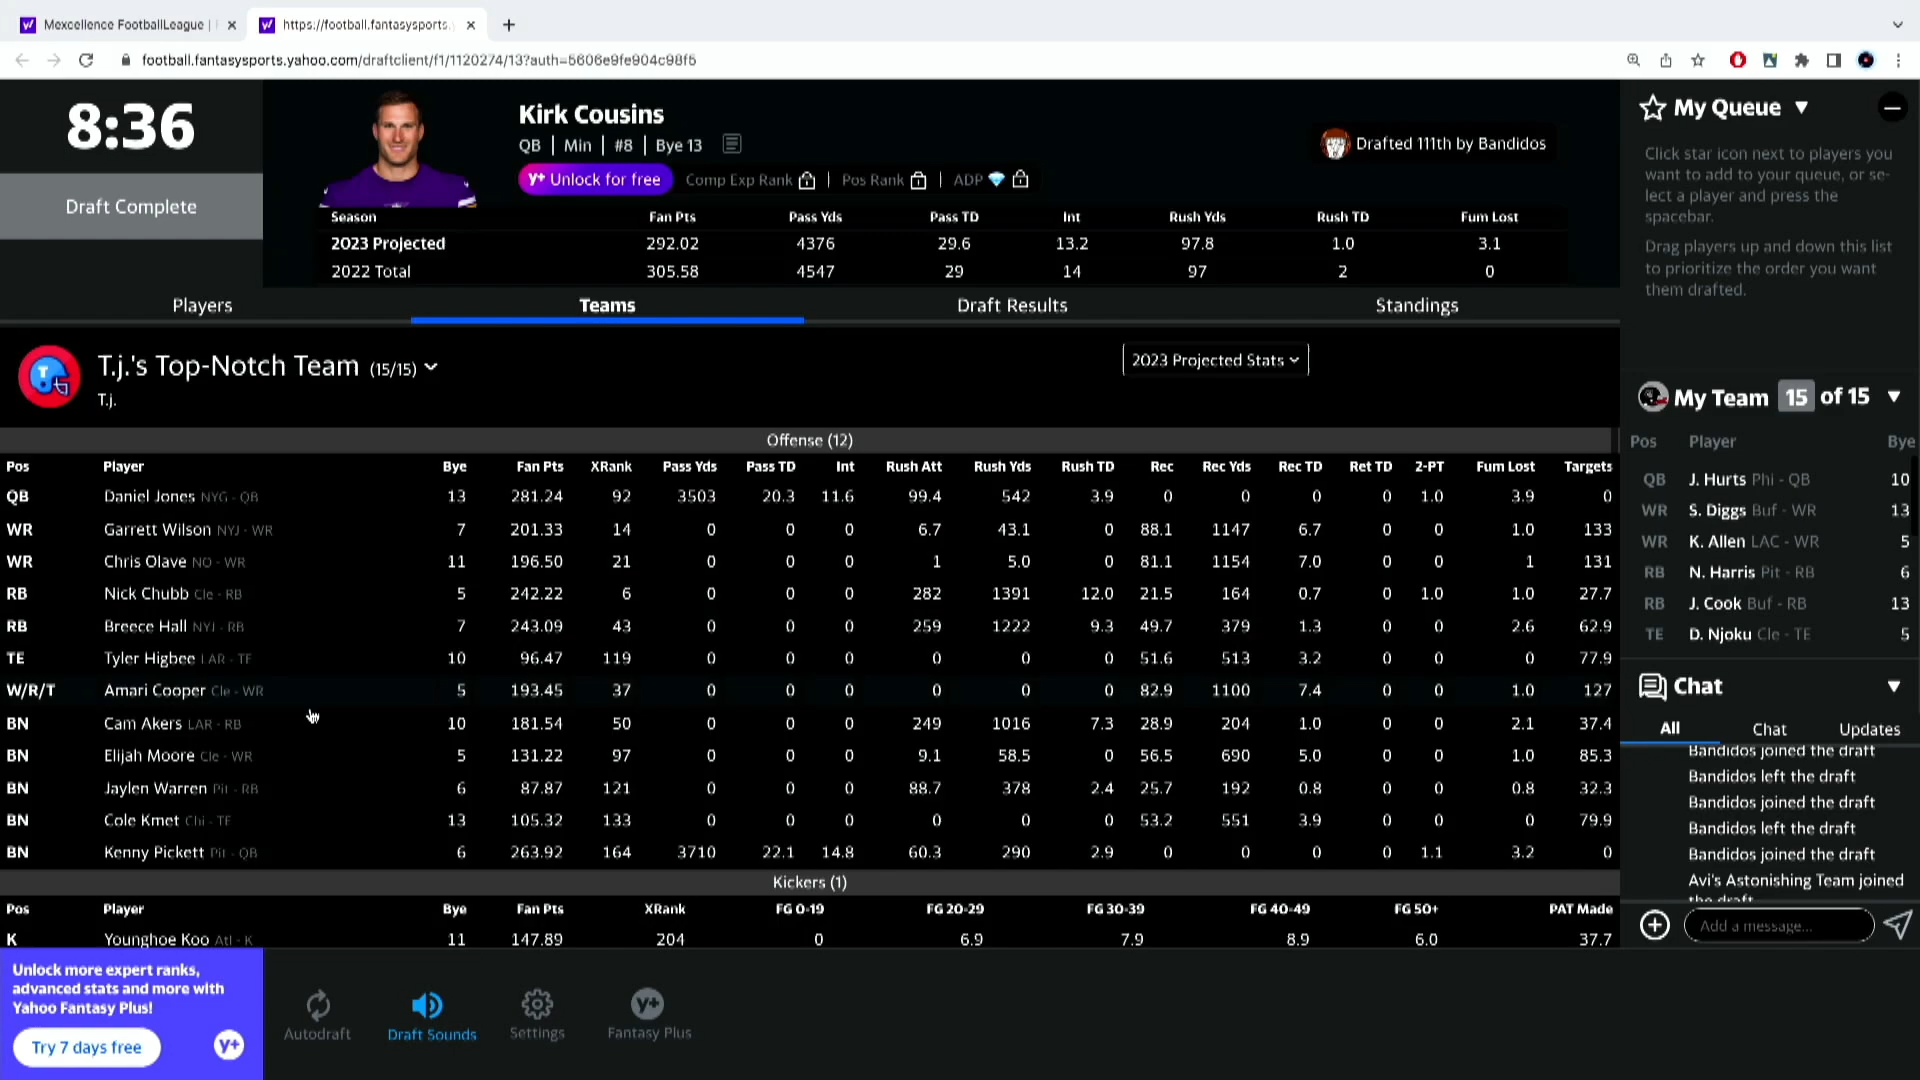 Mexcellence FootballLeague |
https://football.fantasysports.
football.fantasysports.yahoo.com/draftclient/f1/1120274/13?auth=5606e9fe904c98f5
8:36
Draft Complete
Kirk Cousins
QB | Min | #8 | Bye 13
y+ Unlock for free Comp Exp Rank | Pos Rank | ADP
Drafted 111th by Bandidos
Season Fan Pts Pass Yds Pass TD Int Rush Yds Rush TD Fum Lost
2023 Projected 292.02 4376 29.6 13.2 97.8 1.0 3.1
2022 Total 305.58 4547 29 14 97 2 0
Players Teams Draft Results Standings
T.j.'s Top-Notch Team (15/15)
T.j.
2023 Projected Stats
Offense (12)
Pos Player Bye Fan Pts XRank Pass Yds Pass TD Int Rush Att Rush Yds Rush TD Rec Rec Yds Rec TD Ret TD 2-PT Fum Lost Targets
QB Daniel Jones NYG - QB 13 281.24 92 3503 20.3 11.6 99.4 542 3.9 0 0 0 0 1.0 3.9 0
WR Garrett Wilson NYJ - WR 7 201.33 14 0 0 0 6.7 43.1 0 88.1 1147 6.7 0 0 1.0 133
WR Chris Olave NO - WR 11 196.50 21 0 0 0 1 5.0 0 81.1 1154 7.0 0 0 1 131
RB Nick Chubb Cle - RB 5 242.22 6 0 0 0 282 1391 12.0 21.5 164 0.7 0 1.0 1.0 27.7
RB Breece Hall NYJ - RB 7 243.09 43 0 0 0 259 1222 9.3 49.7 379 1.3 0 0 2.6 62.9
TE Tyler Higbee LAR - TE 10 96.47 119 0 0 0 0 0 0 51.6 513 3.2 0 0 0 77.9
W/R/T Amari Cooper Cle - WR 5 193.45 37 0 0 0 0 0 0 82.9 1100 7.4 0 0 1.0 127
BN Cam Akers LAR - RB 10 181.54 50 0 0 0 249 1016 7.3 28.9 204 1.0 0 0 2.1 37.4
BN Elijah Moore Cle - WR 5 131.22 97 0 0 0 9.1 58.5 0 56.5 690 5.0 0 0 1.0 85.3
BN Jaylen Warren Pit - RB 6 87.87 121 0 0 0 88.7 378 2.4 25.7 192 0.8 0 0 0.8 32.3
BN Cole Kmet Chi - TE 13 105.32 133 0 0 0 0 0 0 53.2 551 3.9 0 0 0 79.9
BN Kenny Pickett Pit - QB 6 263.92 164 3710 22.1 14.8 60.3 290 2.9 0 0 0 0 1.1 3.2 0
Kickers (1)
Pos Player Bye Fan Pts XRank FG 0-19 FG 20-29 FG 30-39 FG 40-49 FG 50+ PAT Made
K Younghoe Koo Atl - K 11 147.89 204 0 6.9 7.9 8.9 6.0 37.7
Unlock more expert ranks,
advanced stats and more with
Yahoo Fantasy Plus!
Try 7 days free y+
Autodraft Draft Sounds Settings y+ Fantasy Plus
My Queue
Click star icon next to players you
want to add to your queue, or se-
lect a player and press the
spacebar.
Drag players up and down this list
to prioritize the order you want
them drafted.
My Team 15 of 15
Pos Player Bye
QB J. Hurts Phi - QB 10
WR S. Diggs Buf - WR 13
WR K. Allen LAC - WR 5
RB N. Harris Pit - RB 6
RB J. Cook Buf - RB 13
TE D. Njoku Cle - TE 5
Chat
All Chat Updates
Bandidos joined the draft
Bandidos left the draft
Bandidos joined the draft
Bandidos left the draft
Bandidos joined the draft
Avi's Astonishing Team joined
the draft
Add a message...